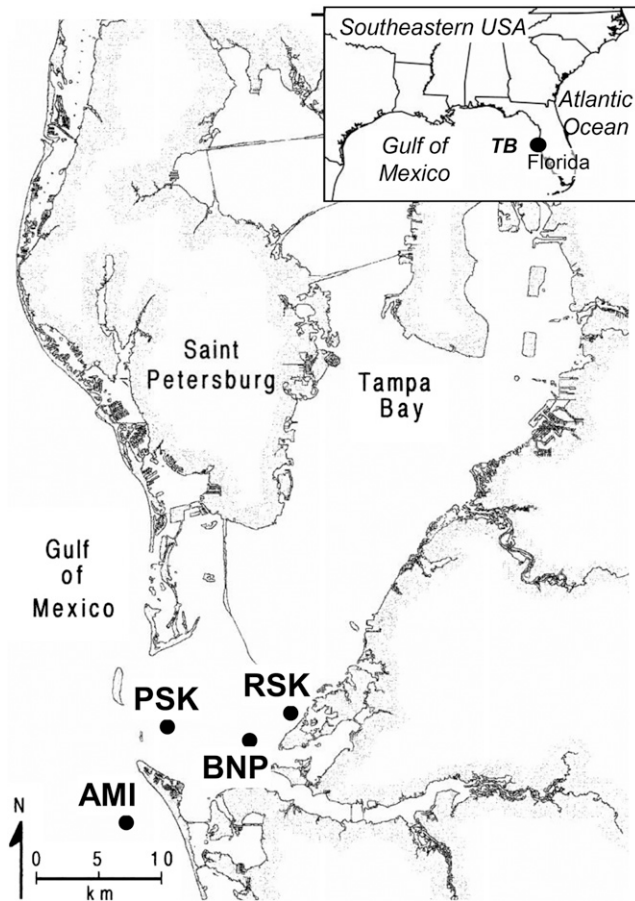 Southeastern USA
Atlantic
Ocean
Gulf of
Mexico
TB
Florida
Saint
Petersburg
Tampa
Bay
Gulf
of
Mexico
PSK
RSK
BNP
AMI
N
0 5 10
km